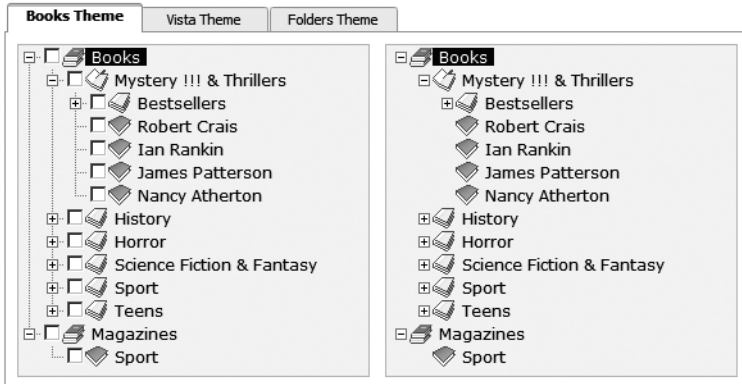 Books Theme Vista Theme Folders Theme
Books
Mystery !!! & Thrillers
Bestsellers
Robert Crais
Ian Rankin
James Patterson
Nancy Atherton
History
Horror
Science Fiction & Fantasy
Sport
Teens
Magazines
Sport
Books
Mystery !!! & Thrillers
Bestsellers
Robert Crais
Ian Rankin
James Patterson
Nancy Atherton
History
Horror
Science Fiction & Fantasy
Sport
Teens
Magazines
Sport